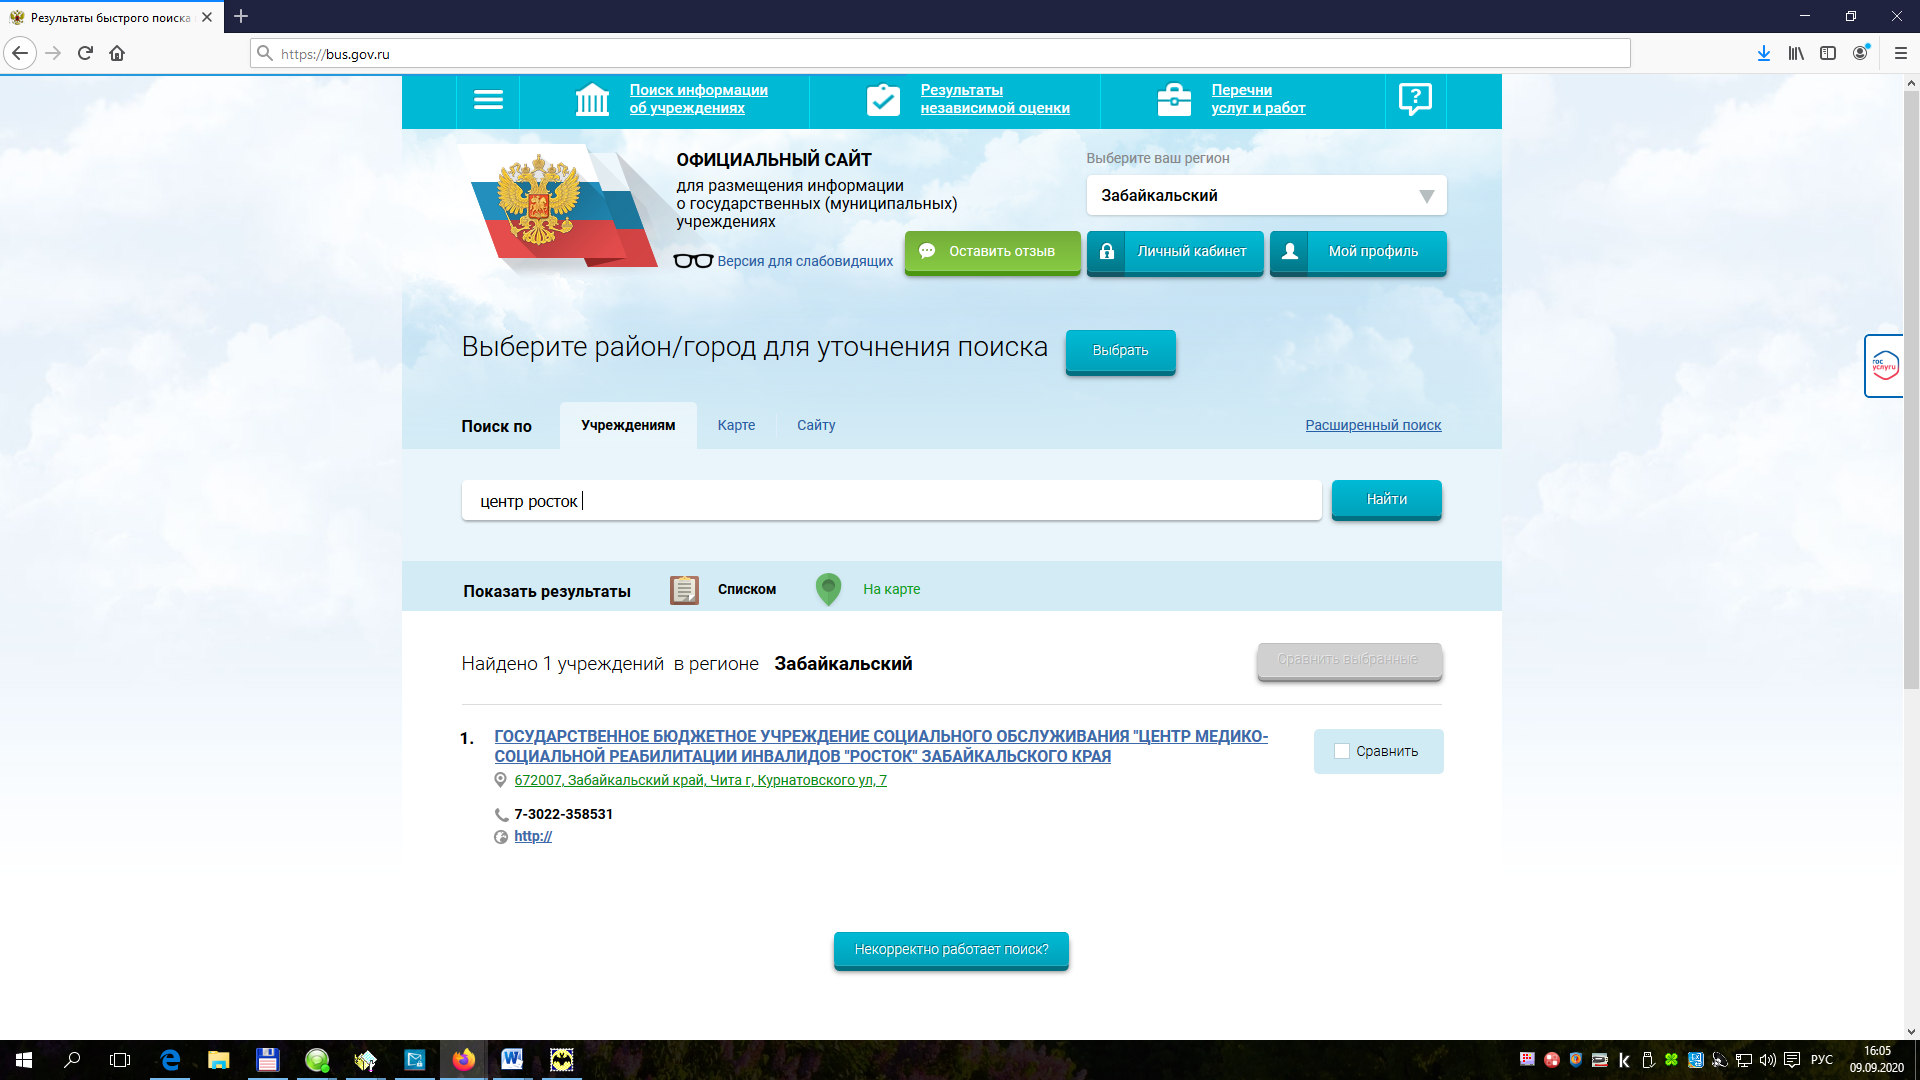 Результаты быстрого поиска
https://bus.gov.ru
Поиск информации
об учреждениях
Результаты
независимой оценки
Перечни
услуг и работ
ОФИЦИАЛЬНЫЙ САЙТ
для размещения информации
о государственных (муниципальных)
учреждениях
Версия для слабовидящих
Выберите ваш регион
Забайкальский
Оставить отзыв
Личный кабинет
Мой профиль
гос
услуги
Выберите район/город для уточнения поиска
Выбрать
Поиск по
Учреждениям
Карте
Сайту
Расширенный поиск
центр росток
Найти
Показать результаты
Списком
На карте
Найдено 1 учреждений в регионе Забайкальский
Сравнить выбранные
1. ГОСУДАРСТВЕННОЕ БЮДЖЕТНОЕ УЧРЕЖДЕНИЕ СОЦИАЛЬНОГО ОБСЛУЖИВАНИЯ "ЦЕНТР МЕДИКО-
СОЦИАЛЬНОЙ РЕАБИЛИТАЦИИ ИНВАЛИДОВ "РОСТОК" ЗАБАЙКАЛЬСКОГО КРАЯ
Сравнить
672007, Забайкальский край, Чита г, Курнатовского ул, 7
7-3022-358531
http://
Некорректно работает поиск?
РУС
16:05
09.09.2020